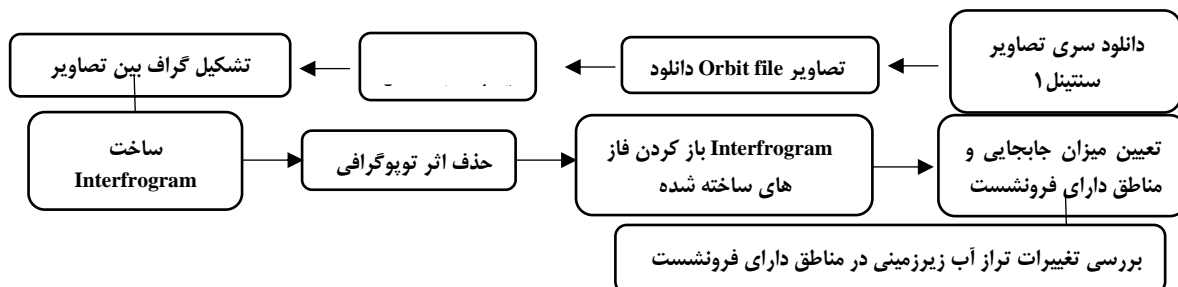 دانلود سری تصاویر
سنتینل۱
دانلود Orbit file تصاویر
تشکیل گراف بین تصاویر
ساخت
Interfrogram
حذف اثر توپوگرافی
باز کردن فاز Interfrogram
های ساخته شده
تعیین میزان جابجایی و
مناطق دارای فرونشست
بررسی تغییرات تراز آب زیرزمینی در مناطق دارای فرونشست